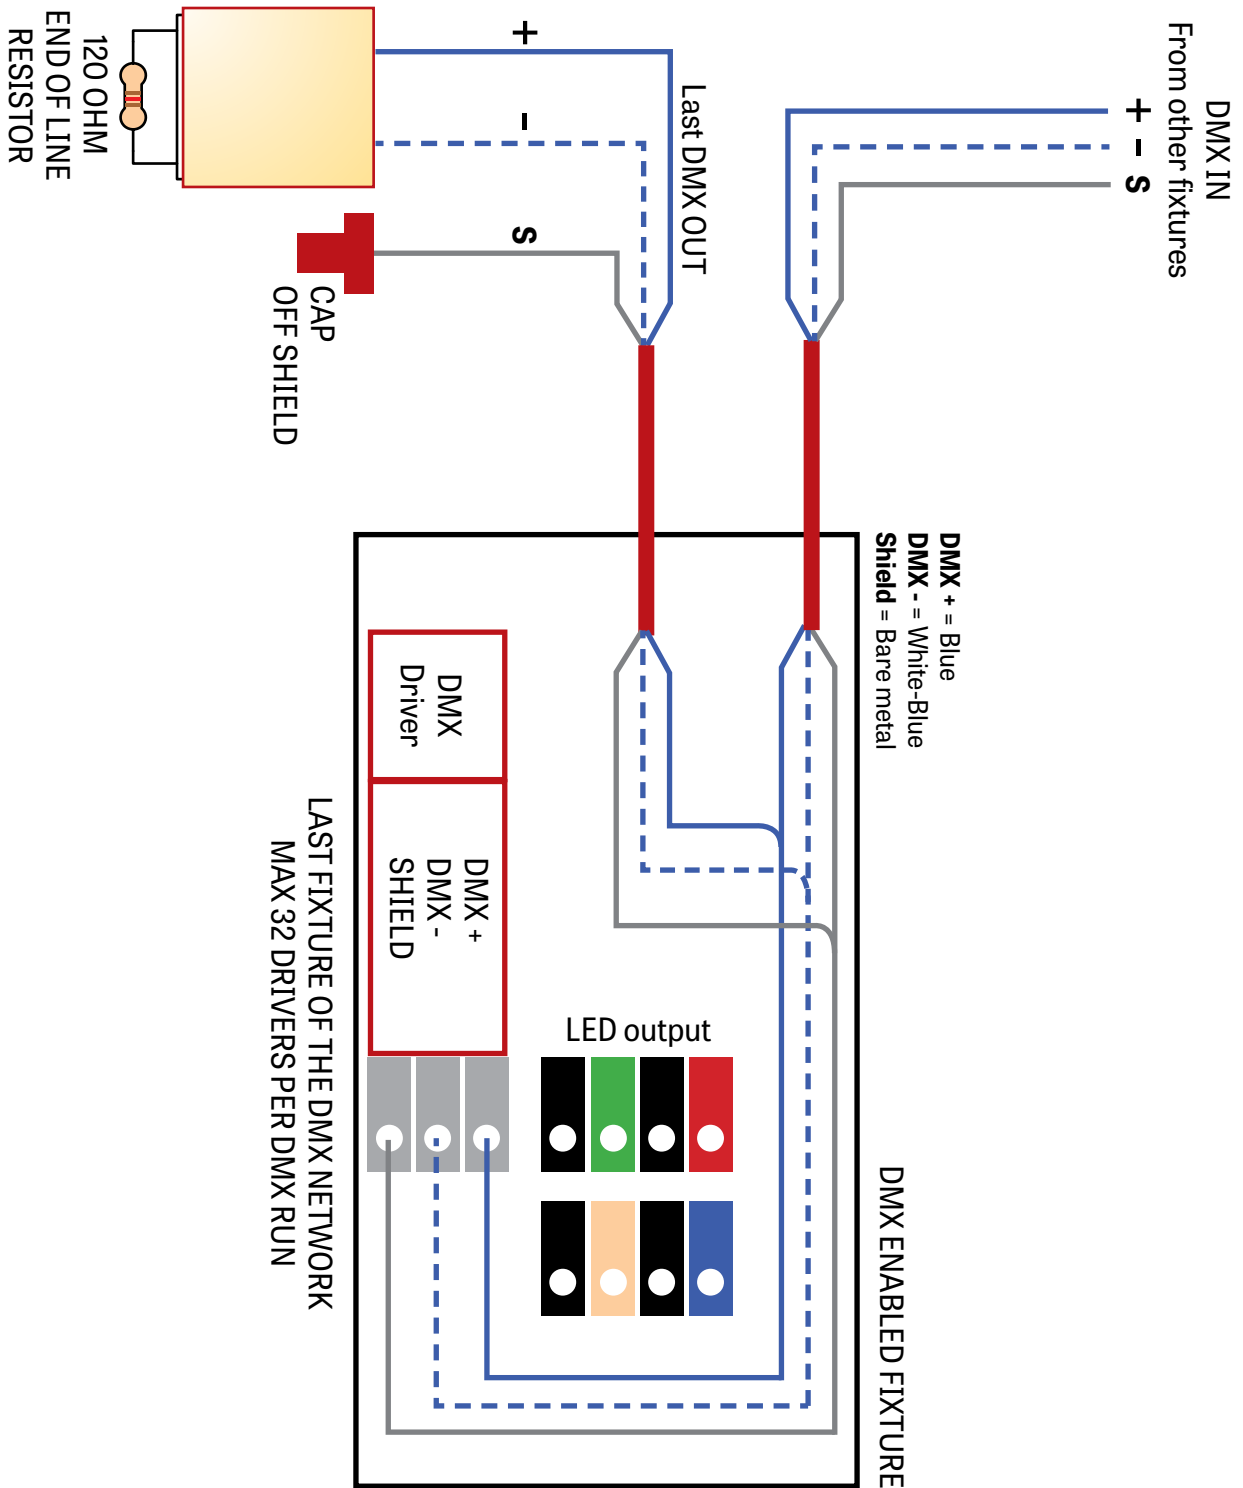 DMX IN
From other fixtures
+
-
S
Last DMX OUT
+
-
S
120 OHM
END OF LINE
RESISTOR
CAP
OFF SHIELD
DMX + = Blue
DMX - = White-Blue
Shield = Bare metal
DMX ENABLED FIXTURE
DMX
Driver
DMX +
DMX -
SHIELD
LED output
LAST FIXTURE OF THE DMX NETWORK
MAX 32 DRIVERS PER DMX RUN